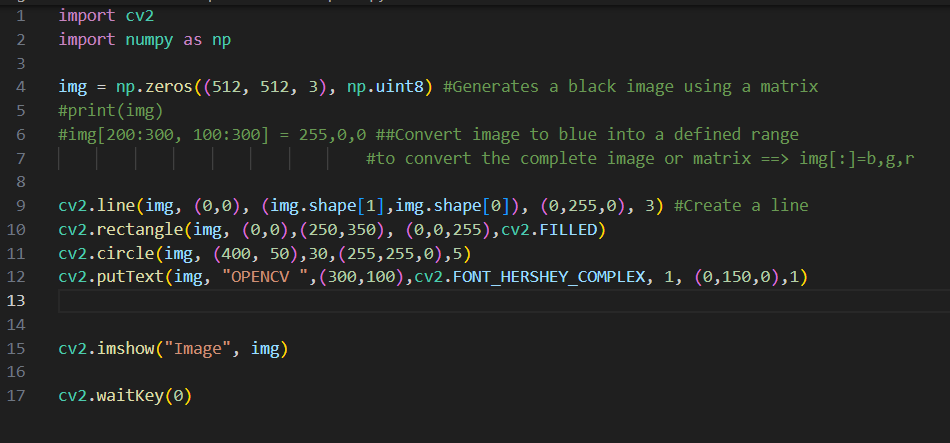 1 import cv2
2 import numpy as np
3
4 img = np.zeros((512, 512, 3), np.uint8) #Generates a black image using a matrix
5 #print(img)
6 #img[200:300, 100:300] = 255,0,0 ##Convert image to blue into a defined range
7 #to convert the complete image or matrix ==> img[:]=b,g,r
8
9 cv2.line(img, (0,0), (img.shape[1],img.shape[0]), (0,255,0), 3) #Create a line
10 cv2.rectangle(img, (0,0),(250,350), (0,0,255),cv2.FILLED)
11 cv2.circle(img, (400, 50),30,(255,255,0),5)
12 cv2.putText(img, "OPENCV ",(300,100),cv2.FONT_HERSHEY_COMPLEX, 1, (0,150,0),1)
13
14
15 cv2.imshow("Image", img)
16
17 cv2.waitKey(0)